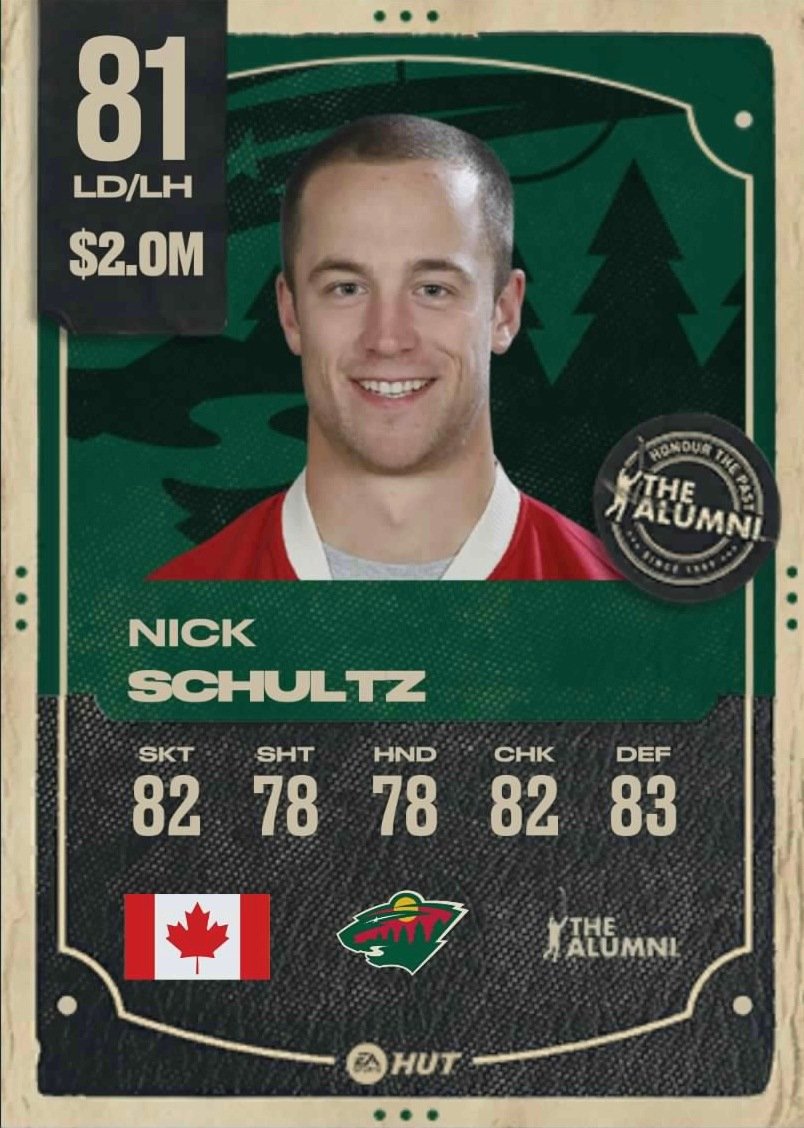 81
LD/LH
$2.0M
HONOUR THE PAST
THE
ALUMNI
NICK
SCHULTZ
SKT SHT HND CHK DEF
82 78 78 82 83
THE
ALUMNI
EA
HUT